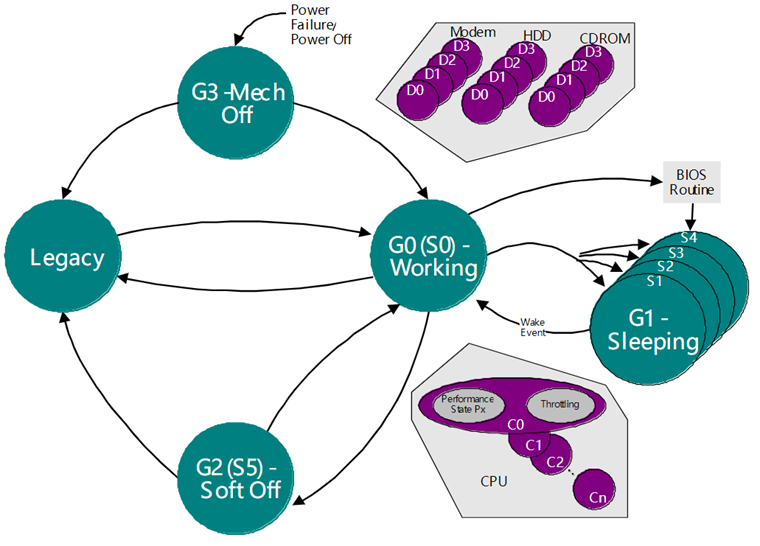 Power
Failure/
Power Off
Modem
HDD
CDROM
D3
D2
D1
D0
D3
D2
D1
D0
D3
D2
D1
D0
G3 -Mech
Off
BIOS
Routine
Legacy
G0 (S0) -
Working
S4
S3
S2
S1
G1 -
Sleeping
Wake
Event
Performance
State Px
Throttling
C0
C1
C2
Cn
CPU
G2 (S5) -
Soft Off